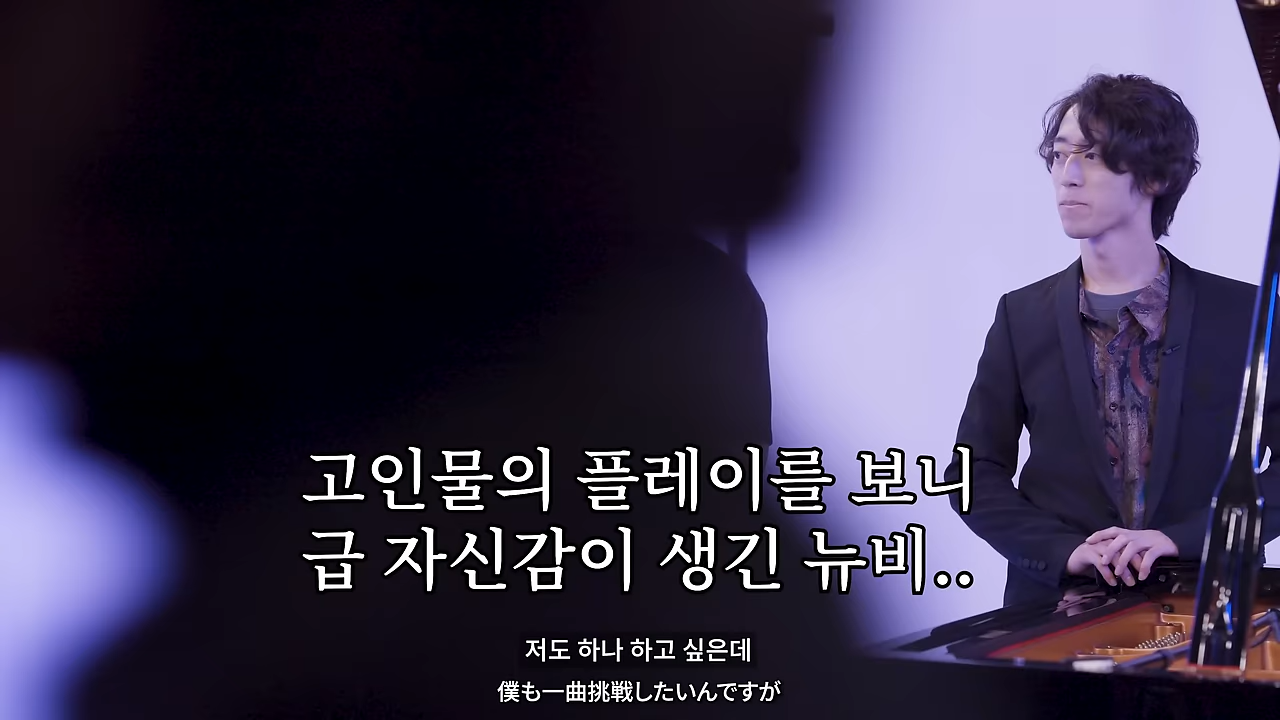 고인물의 플레이를 보니
급 자신감이 생긴 뉴비..
저도 하나 하고 싶은데
僕も一曲挑戦したいんですが